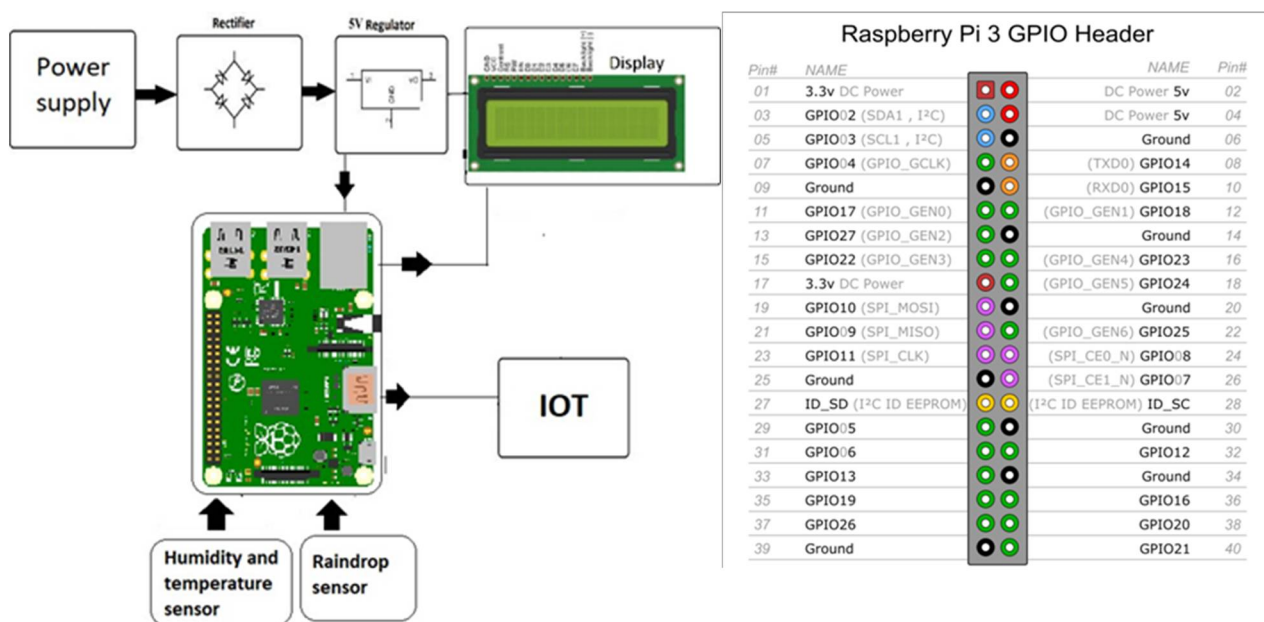 Power
supply
Rectifier
5V Regulator
GND
2
GND
VCC
Contrast
Backlight (+)
Backlight (-)
Display
IOT
Humidity and
temperature
sensor
Raindrop
sensor
Raspberry Pi 3 GPIO Header
Pin# NAME NAME Pin#
01 3.3v DC Power DC Power 5v 02
03 GPIO02 (SDA1 , I²C) DC Power 5v 04
05 GPIO03 (SCL1 , I²C) Ground 06
07 GPIO04 (GPIO_GCLK) (TXD0) GPIO14 08
09 Ground (RXD0) GPIO15 10
11 GPIO17 (GPIO_GEN0) (GPIO_GEN1) GPIO18 12
13 GPIO27 (GPIO_GEN2) Ground 14
15 GPIO22 (GPIO_GEN3) (GPIO_GEN4) GPIO23 16
17 3.3v DC Power (GPIO_GEN5) GPIO24 18
19 GPIO10 (SPI_MOSI) Ground 20
21 GPIO09 (SPI_MISO) (GPIO_GEN6) GPIO25 22
23 GPIO11 (SPI_CLK) (SPI_CE0_N) GPIO08 24
25 Ground (SPI_CE1_N) GPIO07 26
27 ID_SD (I²C ID EEPROM) (I²C ID EEPROM) ID_SC 28
29 GPIO05 Ground 30
31 GPIO06 GPIO12 32
33 GPIO13 Ground 34
35 GPIO19 GPIO16 36
37 GPIO26 GPIO20 38
39 Ground GPIO21 40